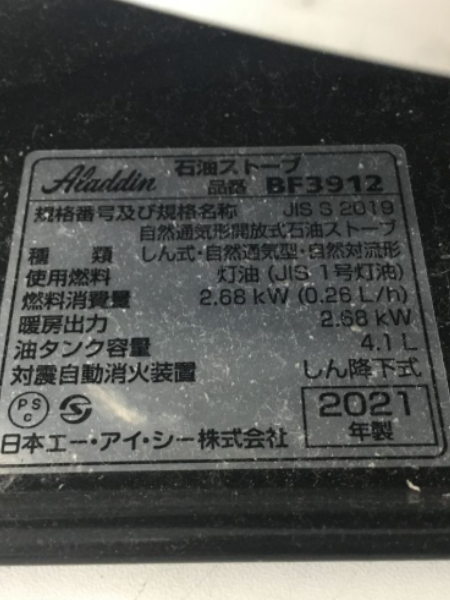 Aladdin 石油ストーブ
品番 BF3912
規格番号及び規格名称 JIS S 2019
自然通気形開放式石油ストーブ
種類 しん式・自然通気型・自然対流形
使用燃料 灯油 (JIS 1号灯油)
燃料消費量 2.68 kW (0.26 L/h)
暖房出力 2.68 kW
油タンク容量 4.1 L
対震自動消火装置 しん降下式
PS C S 2021
年製
日本エー・アイ・シー株式会社